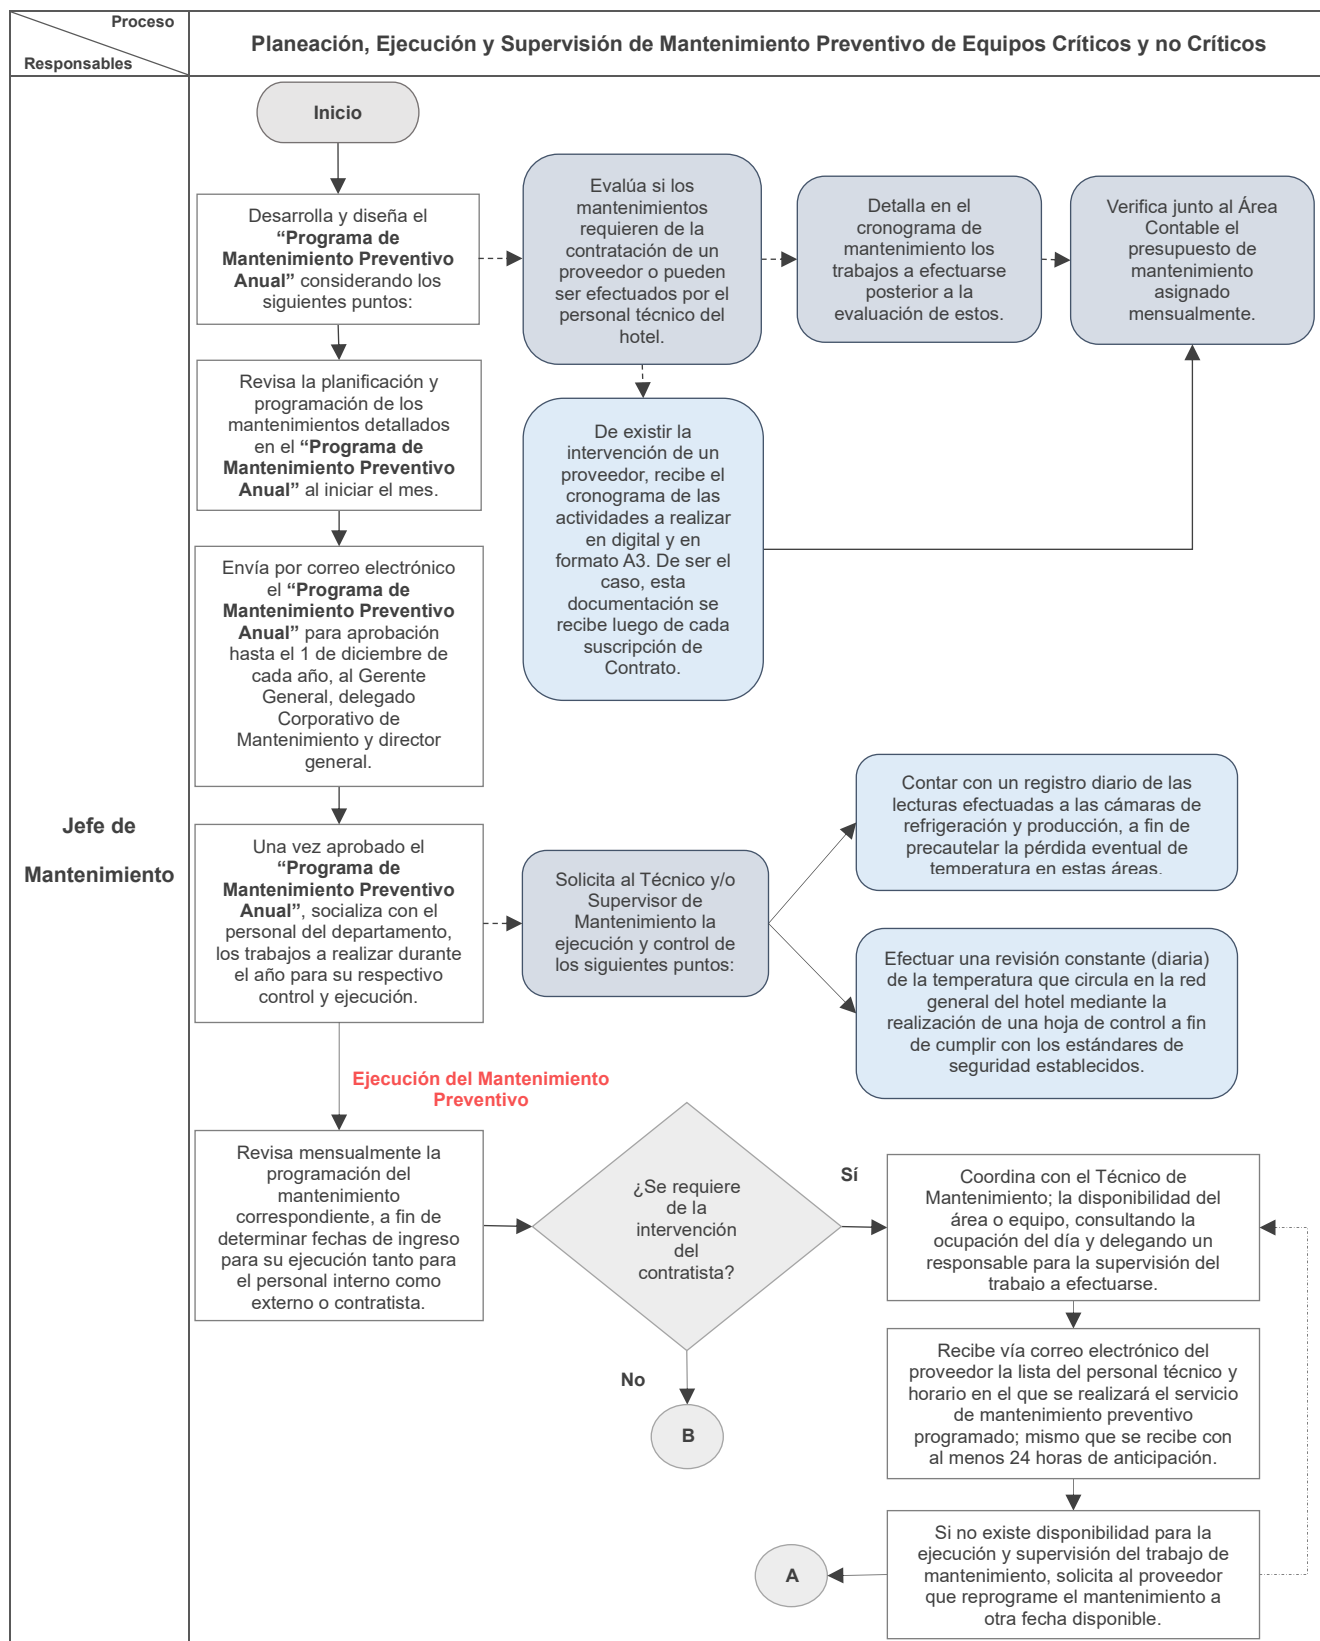 Proceso
Responsables
Planeación, Ejecución y Supervisión de Mantenimiento Preventivo de Equipos Críticos y no Críticos
Jefe de
Mantenimiento
Inicio
Desarrolla y diseña el
“Programa de
Mantenimiento Preventivo
Anual” considerando los
siguientes puntos:
Evalúa si los
mantenimientos
requieren de la
contratación de un
proveedor o pueden
ser efectuados por el
personal técnico del
hotel.
Detalla en el
cronograma de
mantenimiento los
trabajos a efectuarse
posterior a la
evaluación de estos.
Verifica junto al Área
Contable el
presupuesto de
mantenimiento
asignado
mensualmente.
Revisa la planificación y
programación de los
mantenimientos detallados
en el “Programa de
Mantenimiento Preventivo
Anual” al iniciar el mes.
De existir la
intervención de un
proveedor, recibe el
cronograma de las
actividades a realizar
en digital y en
formato A3. De ser el
caso, esta
documentación se
recibe luego de cada
suscripción de
Contrato.
Envía por correo electrónico
el “Programa de
Mantenimiento Preventivo
Anual” para aprobación
hasta el 1 de diciembre de
cada año, al Gerente
General, delegado
Corporativo de
Mantenimiento y director
general.
Una vez aprobado el
“Programa de
Mantenimiento Preventivo
Anual”, socializa con el
personal del departamento,
los trabajos a realizar durante
el año para su respectivo
control y ejecución.
Solicita al Técnico y/o
Supervisor de
Mantenimiento la
ejecución y control de
los siguientes puntos:
Contar con un registro diario de las
lecturas efectuadas a las cámaras de
refrigeración y producción, a fin de
precautelar la pérdida eventual de
temperatura en estas áreas.
Efectuar una revisión constante (diaria)
de la temperatura que circula en la red
general del hotel mediante la
realización de una hoja de control a fin
de cumplir con los estándares de
seguridad establecidos.
Ejecución del Mantenimiento
Preventivo
Revisa mensualmente la
programación del
mantenimiento
correspondiente, a fin de
determinar fechas de ingreso
para su ejecución tanto para
el personal interno como
externo o contratista.
¿Se requiere
de la
intervención
del
contratista?
Sí
No
B
Coordina con el Técnico de
Mantenimiento; la disponibilidad del
área o equipo, consultando la
ocupación del día y delegando un
responsable para la supervisión del
trabajo a efectuarse.
Recibe vía correo electrónico del
proveedor la lista del personal técnico y
horario en el que se realizará el servicio
de mantenimiento preventivo
programado; mismo que se recibe con
al menos 24 horas de anticipación.
Si no existe disponibilidad para la
ejecución y supervisión del trabajo de
mantenimiento, solicita al proveedor
que reprograme el mantenimiento a
otra fecha disponible.
A